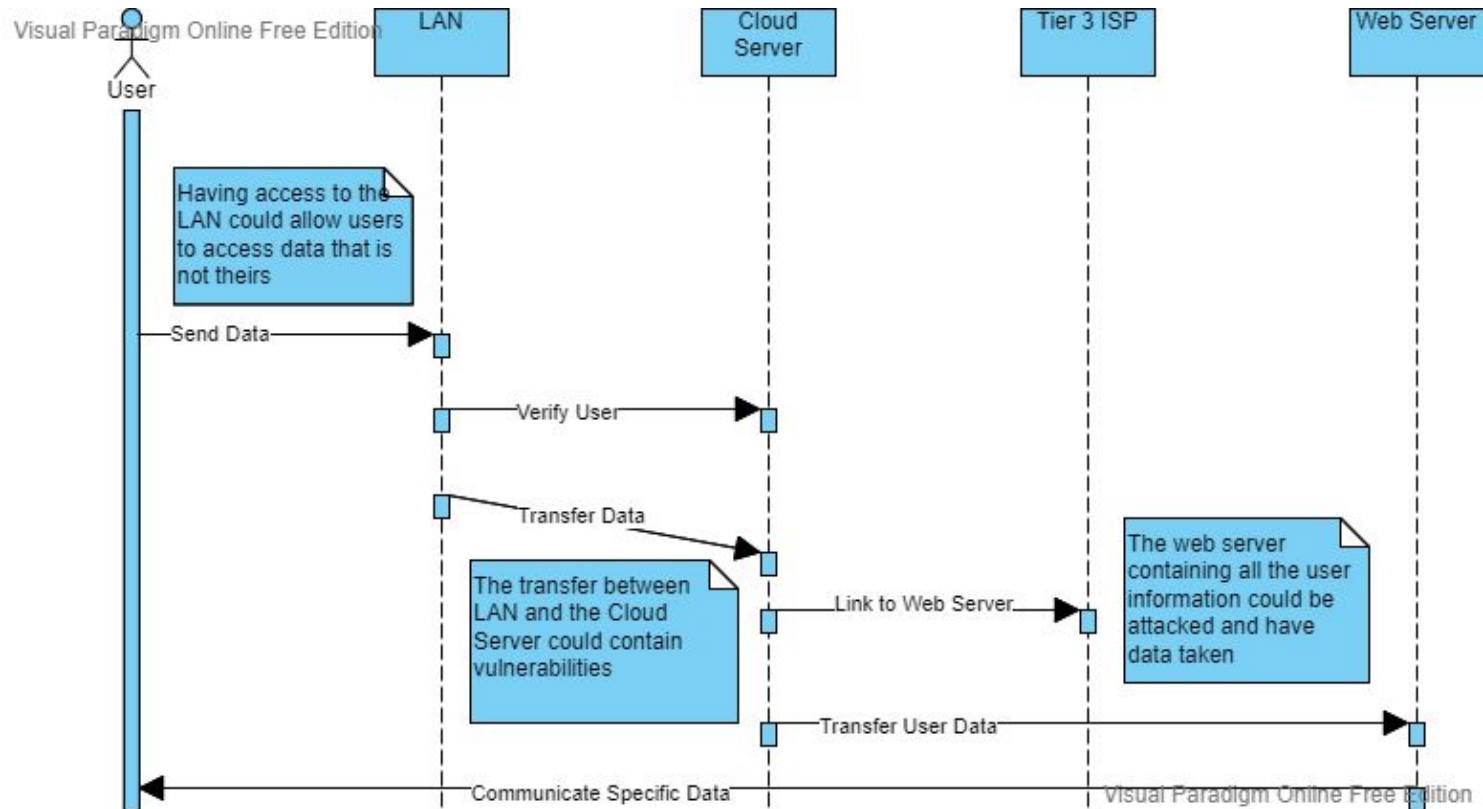 Visual Paradigm Online Free Edition
User
LAN
Cloud
Server
Tier 3 ISP
Web Server
Having access to the
LAN could allow users
to access data that is
not theirs
Send Data
Verify User
Transfer Data
The transfer between
LAN and the Cloud
Server could contain
vulnerabilities
Link to Web Server
The web server
containing all the user
information could be
attacked and have
data taken
Transfer User Data
Communicate Specific Data
Visual Paradigm Online Free Edition